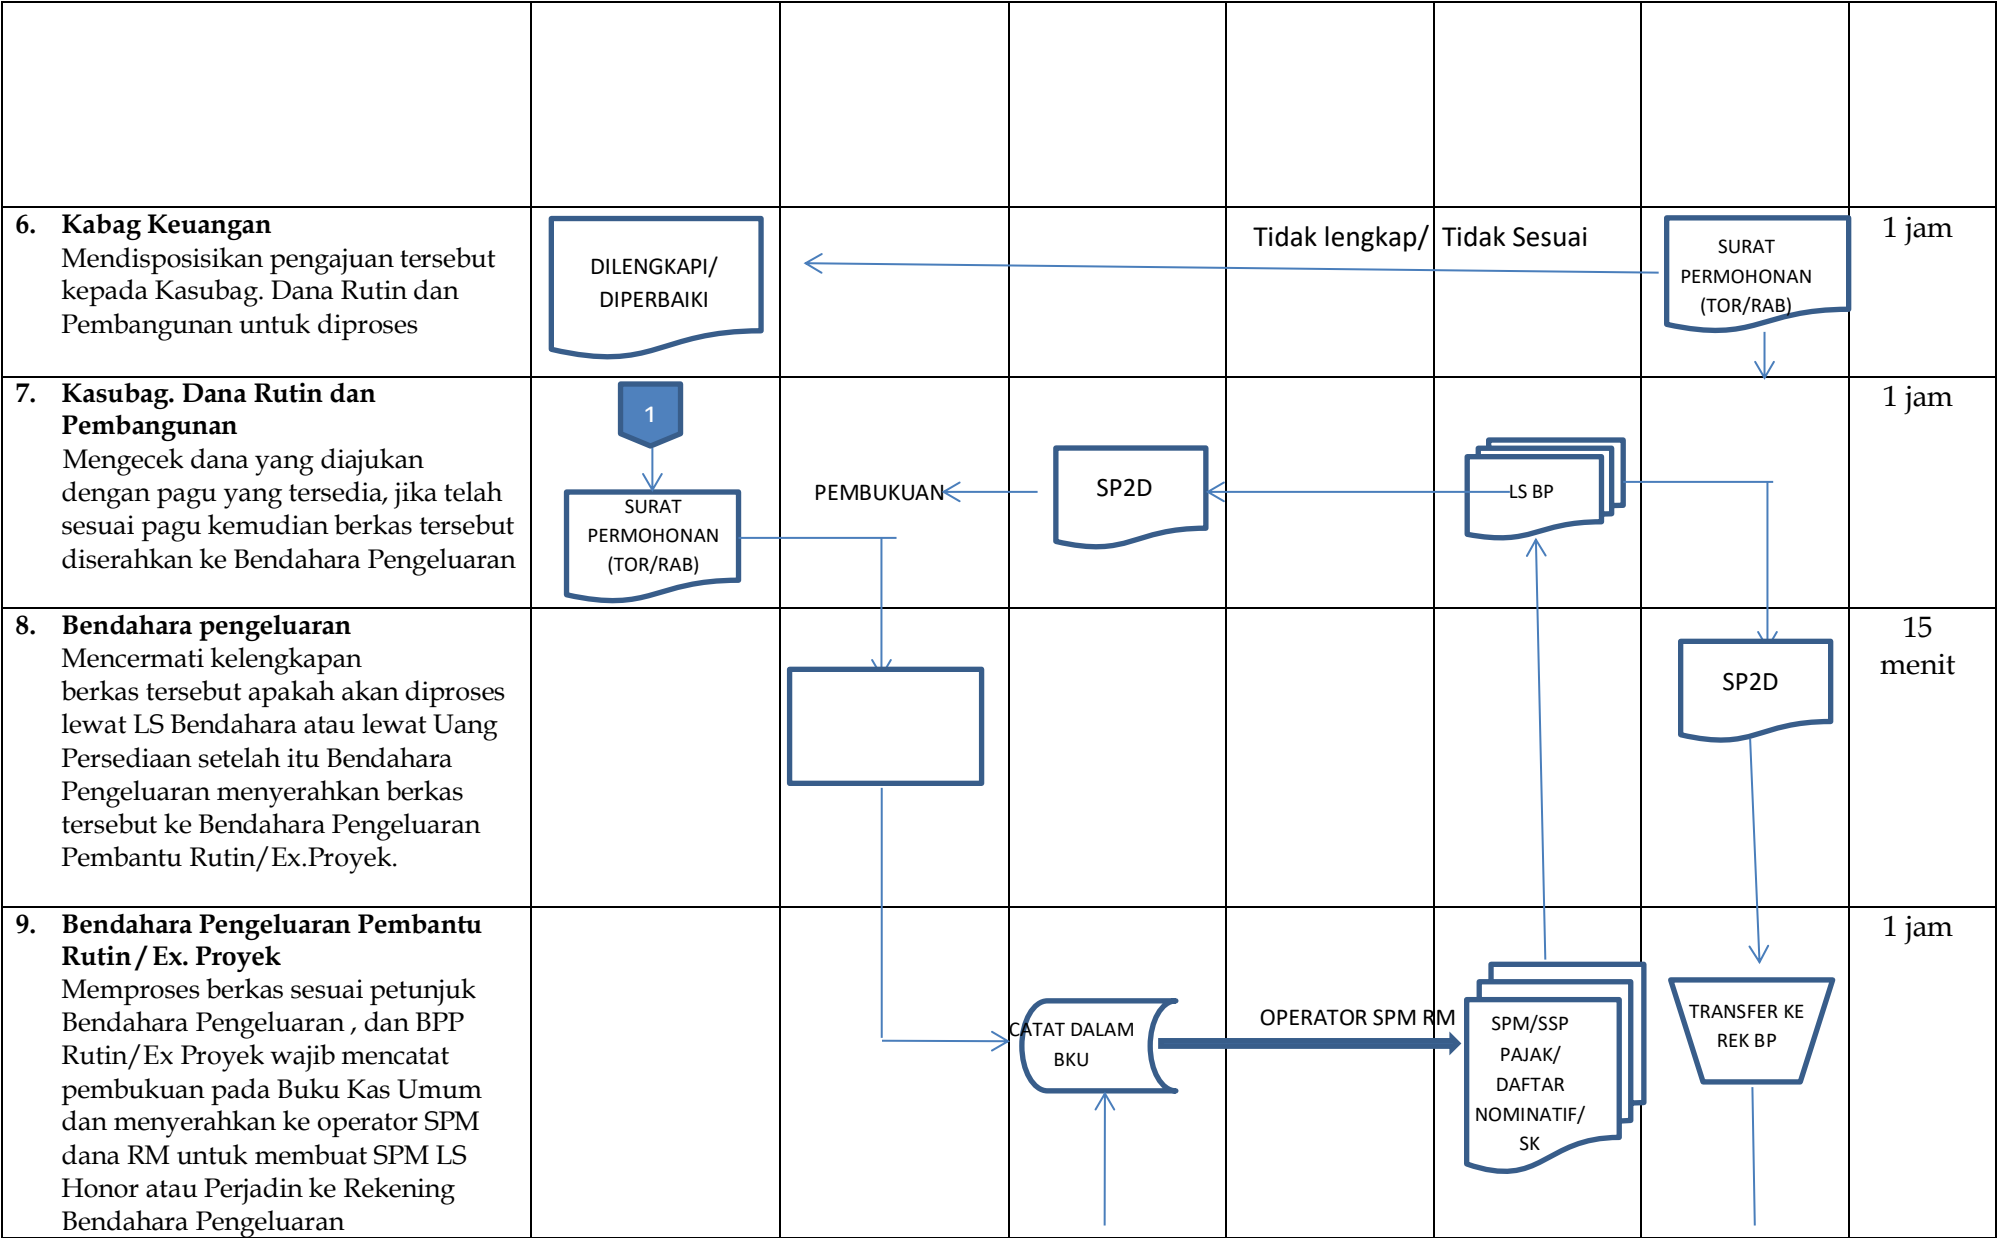 6. Kabag Keuangan
Mendisposisikan pengajuan tersebut
kepada Kasubag. Dana Rutin dan
Pembangunan untuk diproses
DILENGKAPI/
DIPERBAIKI
Tidak lengkap/ Tidak Sesuai
SURAT
PERMOHONAN
(TOR/RAB)
1 jam
7. Kasubag. Dana Rutin dan
Pembangunan
Mengecek dana yang diajukan
dengan pagu yang tersedia, jika telah
sesuai pagu kemudian berkas tersebut
diserahkan ke Bendahara Pengeluaran
1
SURAT
PERMOHONAN
(TOR/RAB)
PEMBUKUAN
SP2D
LS BP
1 jam
8. Bendahara pengeluaran
Mencermati kelengkapan
berkas tersebut apakah akan diproses
lewat LS Bendahara atau lewat Uang
Persediaan setelah itu Bendahara
Pengeluaran menyerahkan berkas
tersebut ke Bendahara Pengeluaran
Pembantu Rutin/Ex.Proyek.
SP2D
15
menit
9. Bendahara Pengeluaran Pembantu
Rutin / Ex. Proyek
Memproses berkas sesuai petunjuk
Bendahara Pengeluaran , dan BPP
Rutin/Ex Proyek wajib mencatat
pembukuan pada Buku Kas Umum
dan menyerahkan ke operator SPM
dana RM untuk membuat SPM LS
Honor atau Perjadin ke Rekening
Bendahara Pengeluaran
CATAT DALAM
BKU
OPERATOR SPM RM
SPM/SSP
PAJAK/
DAFTAR
NOMINATIF/
SK
TRANSFER KE
REK BP
1 jam